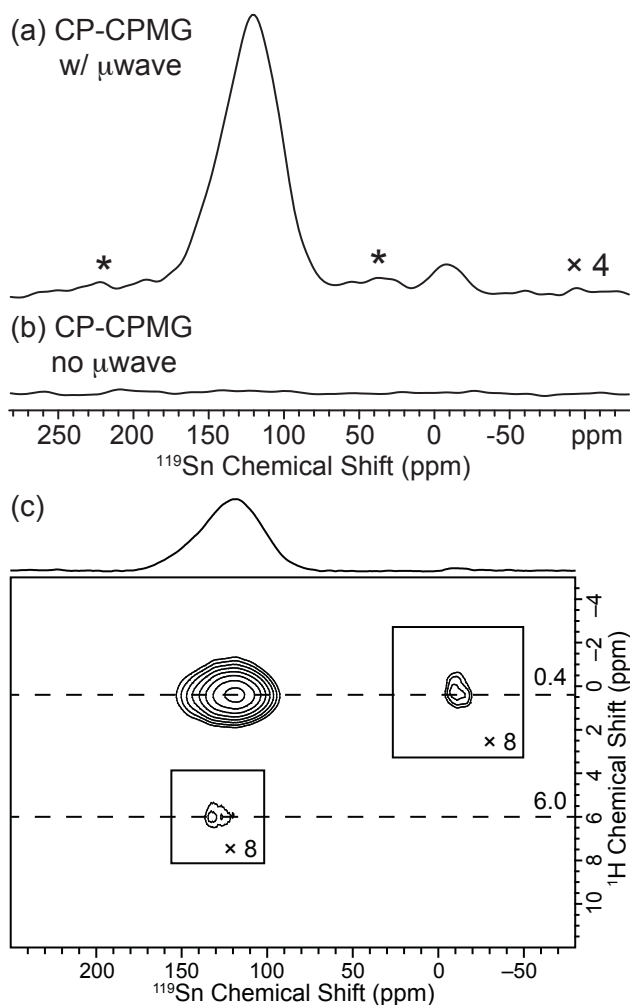 (a) CP-CPMG
w/ μwave
* * × 4
(b) CP-CPMG
no μwave
250 200 150 100 50 0 -50 ppm
¹¹⁹Sn Chemical Shift (ppm)
(c)
–4
–2
0.4 0
2
× 8
4
6.0 6
× 8 8
10
¹H Chemical Shift (ppm)
200 150 100 50 0 –50
¹¹⁹Sn Chemical Shift (ppm)